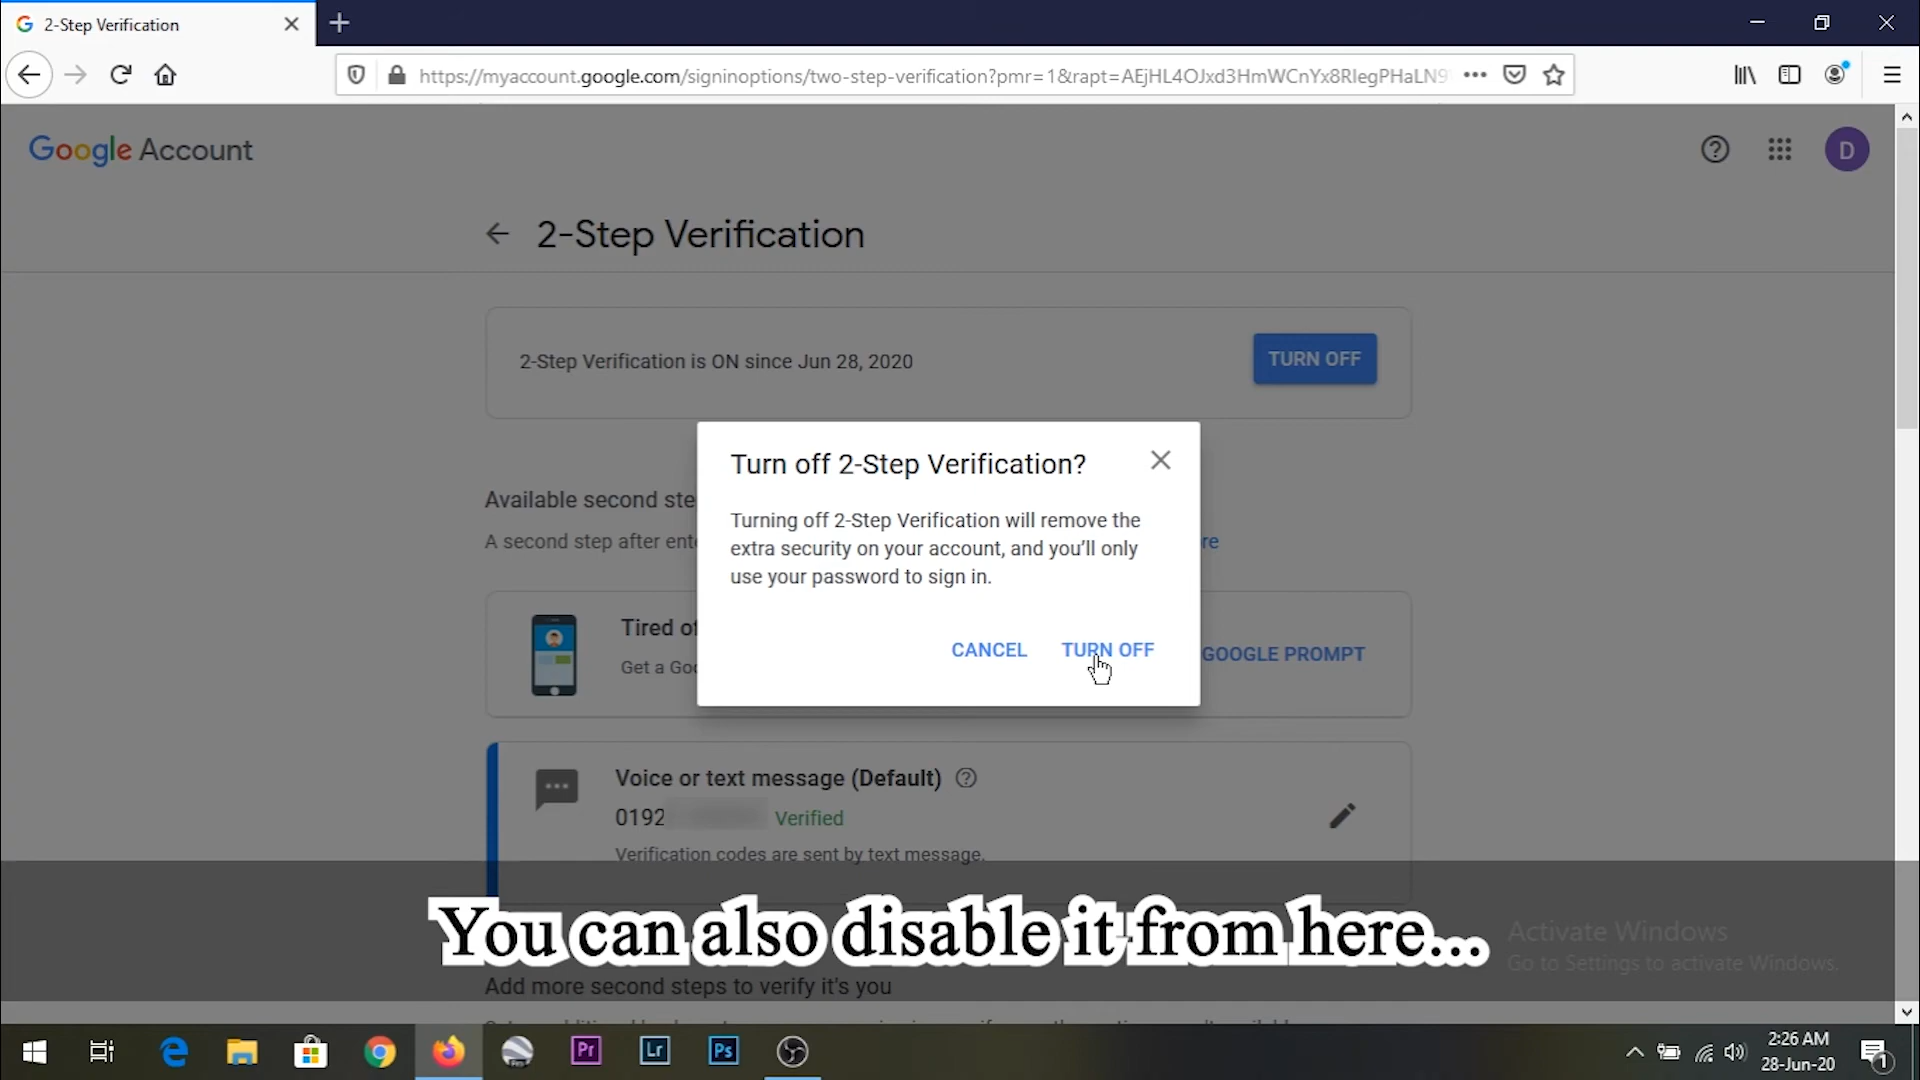 2-Step Verification
https://myaccount.google.com/signinoptions/two-step-verification?pmr=1&rapt=AEjHL4OJxd3HmWCnYx8RlegPHaLN9
Google Account
D
2-Step Verification
2-Step Verification is ON since Jun 28, 2020
TURN OFF
Turn off 2-Step Verification?
Turning off 2-Step Verification will remove the
extra security on your account, and you'll only
use your password to sign in.
CANCEL TURN OFF
Available second ste
A second step after ent re
Tired of
Get a Goo
GOOGLE PROMPT
Voice or text message (Default)
0192 Verified
Verification codes are sent by text message.
You can also disable it from here...
Activate Windows
Go to Settings to activate Windows.
Add more second steps to verify it's you
Pr
Lr
Ps
2:26 AM
28-Jun-20
1